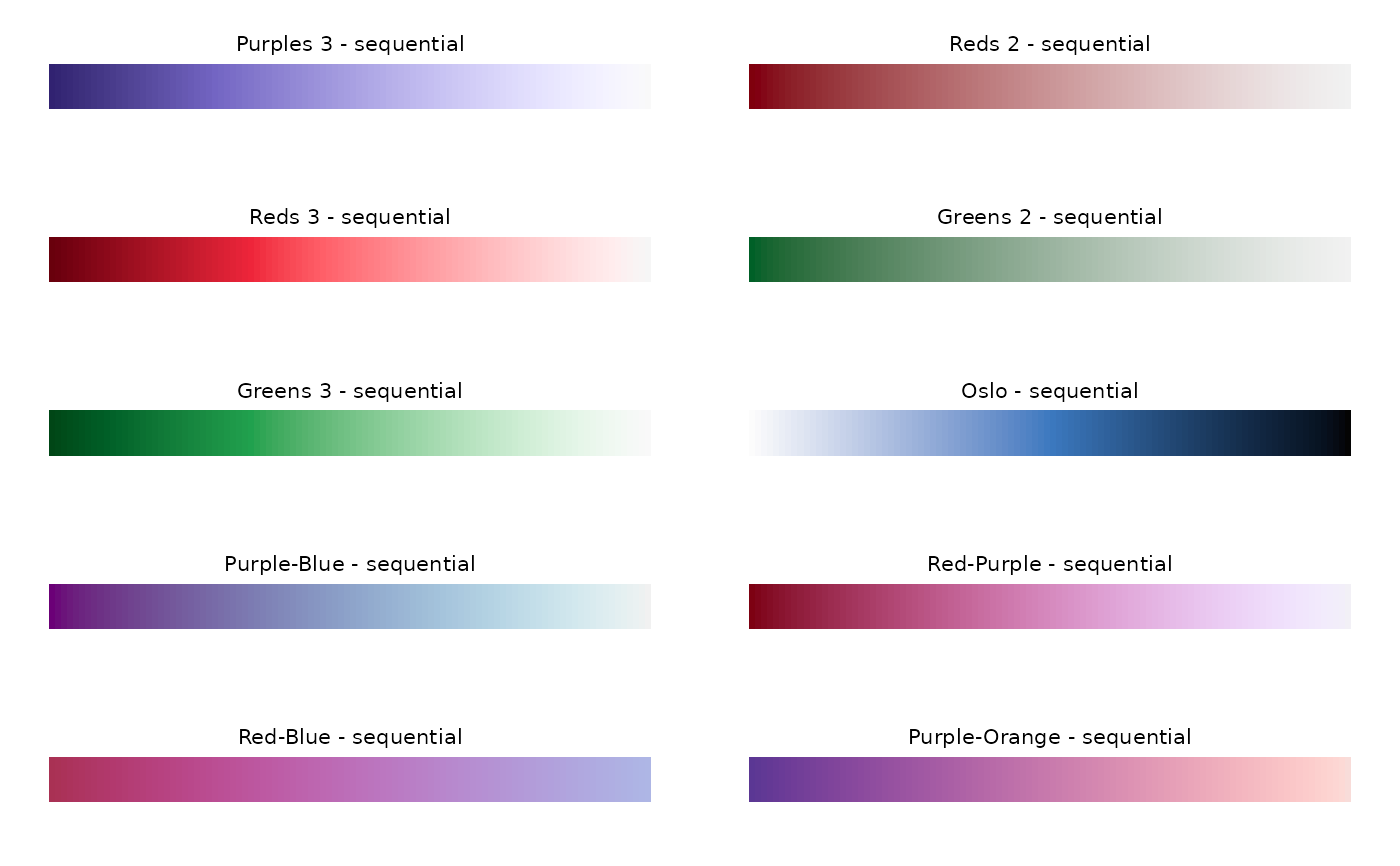 Purples 3 - sequential
Reds 2 - sequential
Reds 3 - sequential
Greens 2 - sequential
Greens 3 - sequential
Oslo - sequential
Purple-Blue - sequential
Red-Purple - sequential
Red-Blue - sequential
Purple-Orange - sequential